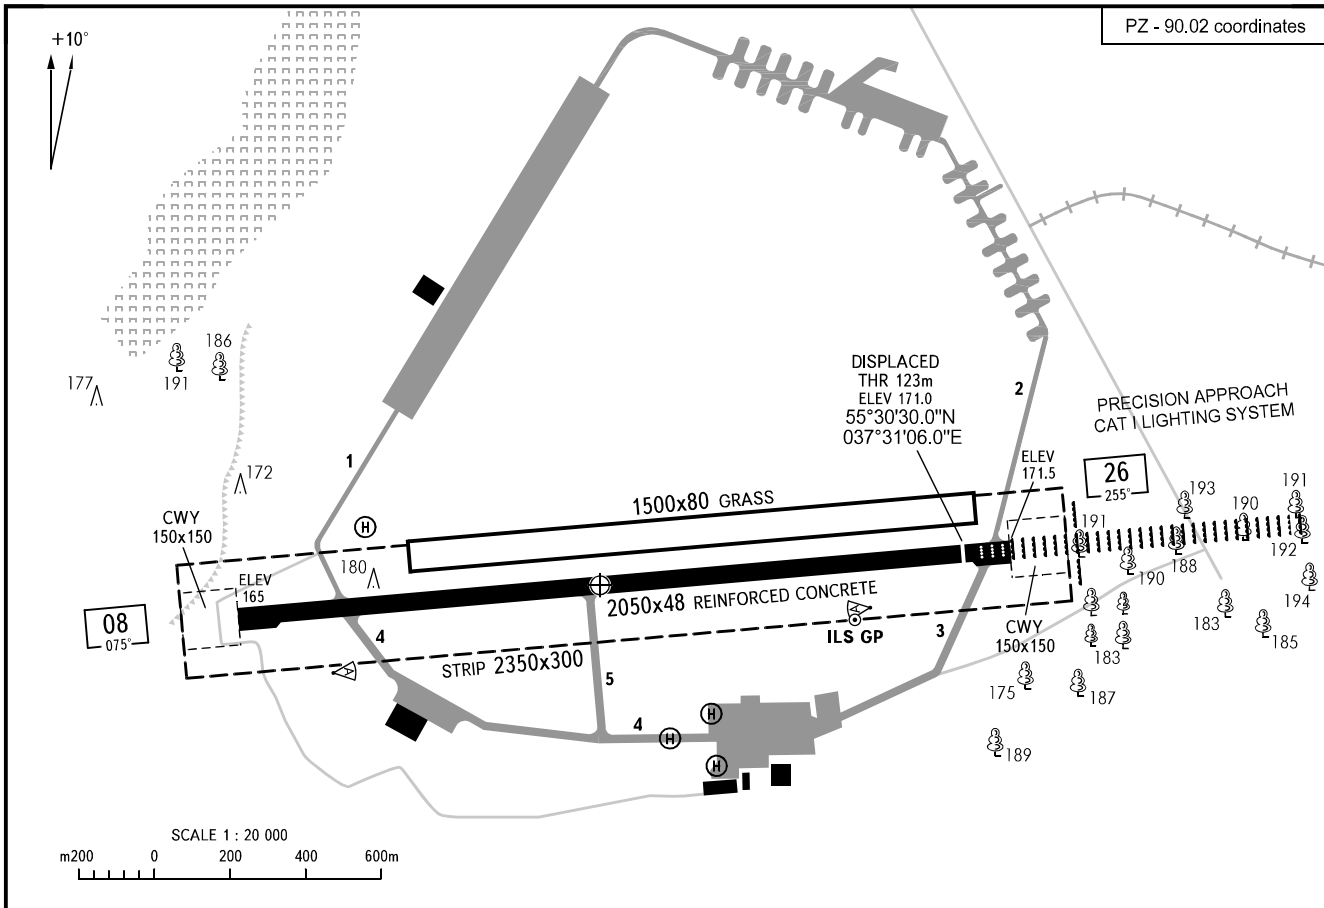 PZ - 90.02 coordinates
+10°
186
191
177
172
1
2
DISPLACED
THR 123m
ELEV 171.0
55°30'30.0"N
037°31'06.0"E
PRECISION APPROACH
CAT I LIGHTING SYSTEM
ELEV
171.5
26
255°
193
190
191
191
192
190
188
194
183
185
183
175
187
189
CWY
150x150
H
1500x80 GRASS
180
ELEV
165
2050x48 REINFORCED CONCRETE
08
075°
4
ILS GP
3
CWY
150x150
A
STRIP 2350x300
5
4
H
H
H
SCALE 1 : 20 000
m200 0 200 400 600m